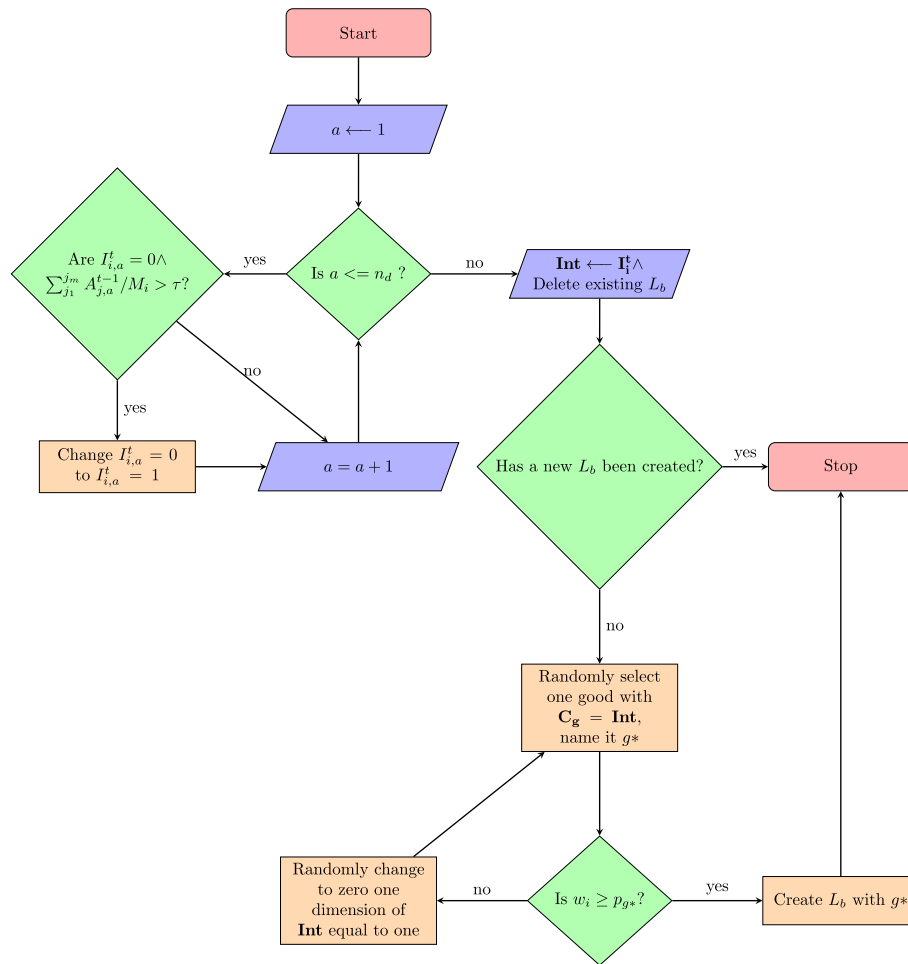 Start
a ⟵ 1
Are I^t_{i,a} = 0∧
∑^{j_m}_{j_1} A^{t−1}_{j,a}/M_i > τ?
yes
Is a <= n_d ?
no
Int ⟵ I^t_i∧
Delete existing L_b
no
yes
Change I^t_{i,a} = 0
to I^t_{i,a} = 1
a = a + 1
Has a new L_b been created?
yes
Stop
no
Randomly select
one good with
C_g = Int,
name it g∗
Randomly change
to zero one
dimension of
Int equal to one
no
Is w_i ≥ p_{g∗}?
yes
Create L_b with g∗